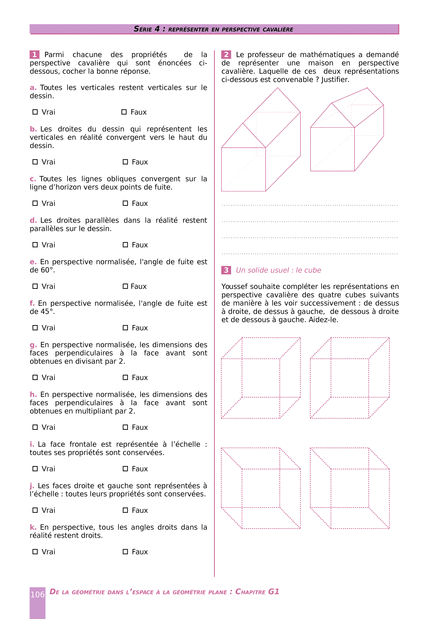 SÉRIE 4 : REPRÉSENTER EN PERSPECTIVE CAVALIÈRE
1 Parmi chacune des propriétés de la
perspective cavalière qui sont énoncées ci-
dessous, cocher la bonne réponse.
a. Toutes les verticales restent verticales sur le
dessin.
Vrai Faux
b. Les droites du dessin qui représentent les
verticales en réalité convergent vers le haut du
dessin.
Vrai Faux
c. Toutes les lignes obliques convergent sur la
ligne d'horizon vers deux points de fuite.
Vrai Faux
d. Les droites parallèles dans la réalité restent
parallèles sur le dessin.
Vrai Faux
e. En perspective normalisée, l'angle de fuite est
de 60°.
Vrai Faux
f. En perspective normalisée, l'angle de fuite est
de 45°.
Vrai Faux
g. En perspective normalisée, les dimensions des
faces perpendiculaires à la face avant sont
obtenues en divisant par 2.
Vrai Faux
h. En perspective normalisée, les dimensions des
faces perpendiculaires à la face avant sont
obtenues en multipliant par 2.
Vrai Faux
i. La face frontale est représentée à l'échelle :
toutes ses propriétés sont conservées.
Vrai Faux
j. Les faces droite et gauche sont représentées à
l'échelle : toutes leurs propriétés sont conservées.
Vrai Faux
k. En perspective, tous les angles droits dans la
réalité restent droits.
Vrai Faux
2 Le professeur de mathématiques a demandé
de représenter une maison en perspective
cavalière. Laquelle de ces deux représentations
ci-dessous est convenable ? Justifier.
3 Un solide usuel : le cube
Youssef souhaite compléter les représentations en
perspective cavalière des quatre cubes suivants
de manière à les voir successivement : de dessus
à droite, de dessus à gauche, de dessous à droite
et de dessous à gauche. Aidez-le.
106 DE LA GÉOMÉTRIE DANS L'ESPACE À LA GÉOMÉTRIE PLANE : CHAPITRE G1